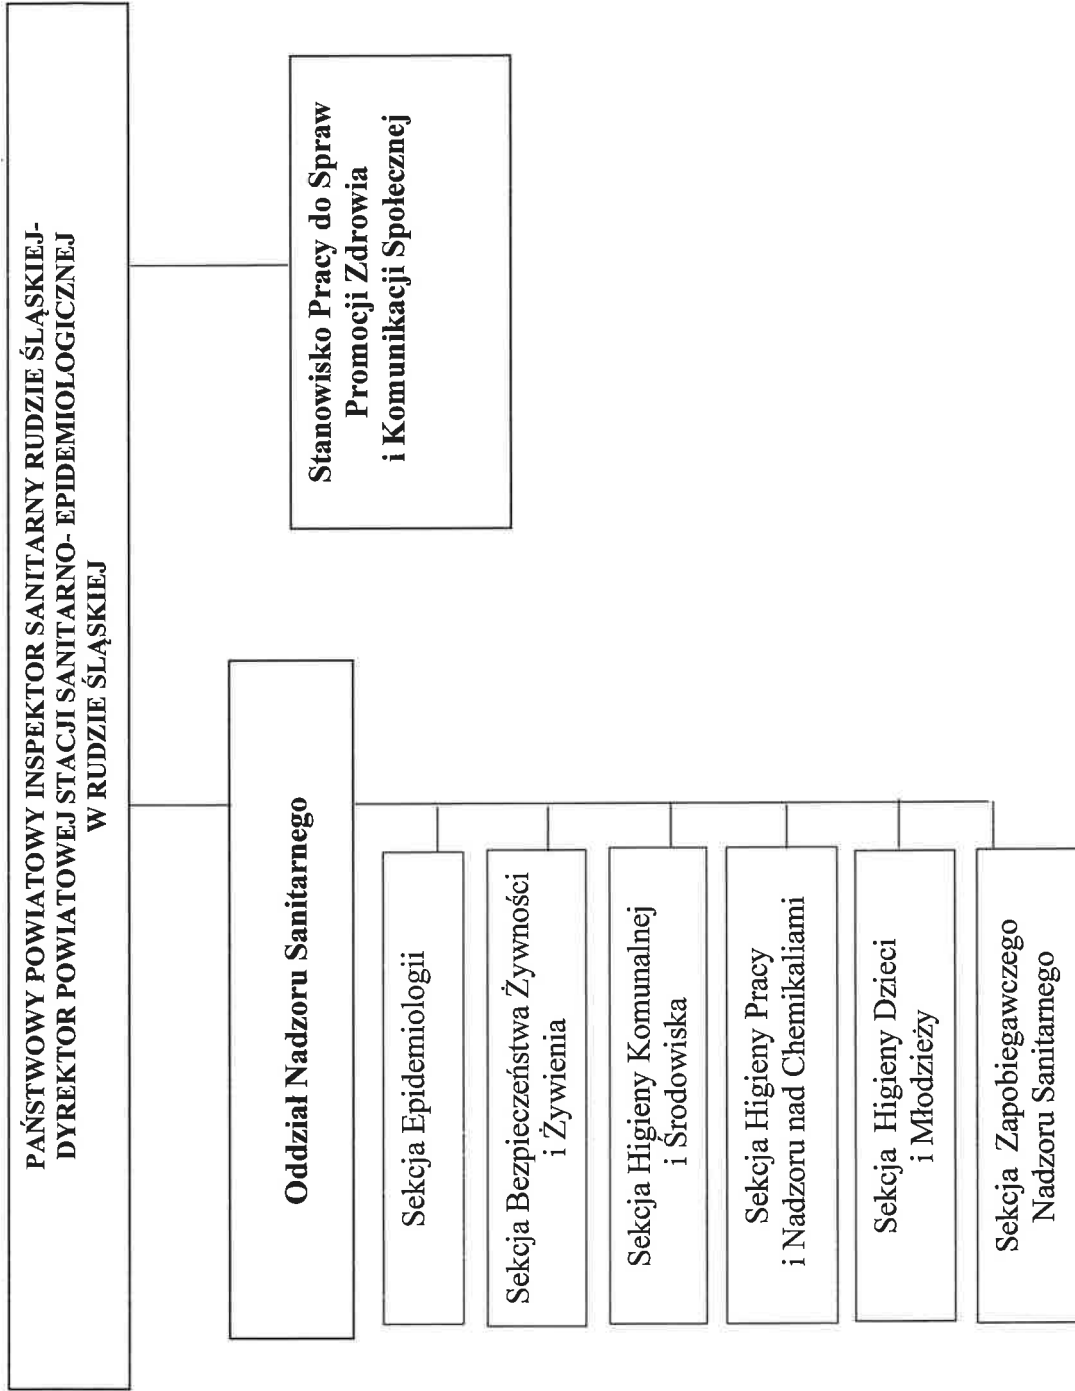 PAŃSTWOWY POWIATOWY INSPEKTOR SANITARNY RUDZIE ŚLĄSKIEJ-
DYREKTOR POWIATOWEJ STACJI SANITARNO- EPIDEMIOLOGICZNEJ
W RUDZIE ŚLĄSKIEJ
Oddział Nadzoru Sanitarnego
Sekcja Epidemiologii
Sekcja Bezpieczeństwa Żywności
i Żywienia
Sekcja Higieny Komunalnej
i Środowiska
Sekcja Higieny Pracy
i Nadzoru nad Chemikaliami
Sekcja Higieny Dzieci
i Młodzieży
Sekcja Zapobiegawczego
Nadzoru Sanitarnego
Stanowisko Pracy do Spraw
Promocji Zdrowia
i Komunikacji Społecznej